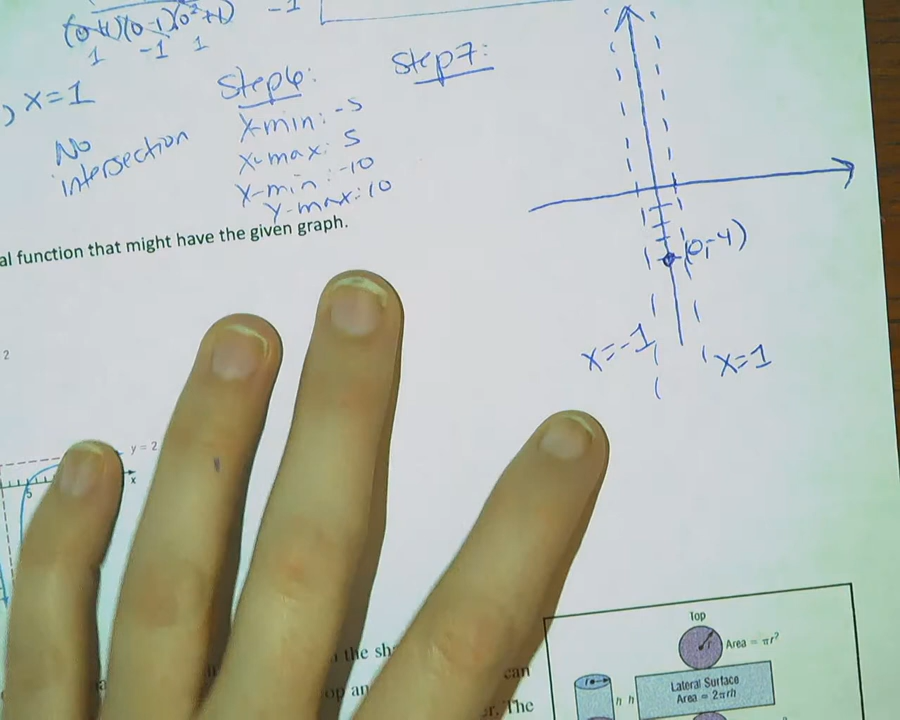 (0+1)(0-1)(0²+1) -1
1 -1 1
, x=1
No
intersection
Step6:
X-min: -5
X-max: 5
Y-min: -10
Y-max: 10
Step7:
(0,-4)
x=-1
x=1
al function that might have the given graph.
2
y = 2
x
5
the
can
op an
The
Top
r
Area = πr²
r
h
h
Lateral Surface
Area = 2πrh